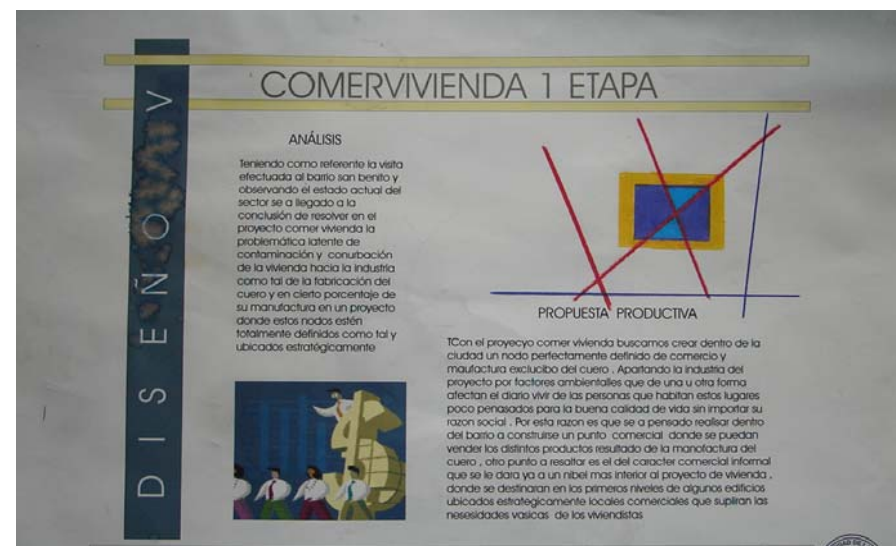 COMERVIVIENDA 1 ETAPA
DISEÑO V
ANÁLISIS
Teniendo como referente la visita
efectuada al barrio san benito y
observando el estado actual del
sector se a llegado a la
conclusión de resolver en el
proyecto comer vivienda la
problemática latente de
contaminación y conurbación
de la vivienda hacia la industria
como tal de la fabricación del
cuero y en cierto porcentaje de
su manufactura en un proyecto
donde estos nodos estén
totalmente definidos como tal y
ubicados estratégicamente
PROPUESTA PRODUCTIVA
TCon el proyecyo comer vivienda buscamos crear dentro de la
ciudad un nodo perfectamente definido de comercio y
maufactura exclucibo del cuero . Apartando la industria del
proyecto por factores ambientalles que de una u otra forma
afectan el diario vivir de las personas que habitan estos lugares
poco penasados para la buena calidad de vida sin importar su
razon social . Por esta razon es que se a pensado realisar dentro
del barrio a construirse un punto comercial donde se puedan
vender los distintos productos resultado de la manofactura del
cuero , otro punto a resaltar es el del caracter comercial informal
que se le dara ya a un nibel mas interior al proyecto de vivienda ,
donde se destinaran en los primeros niveles de algunos edificios
ubicados estrategicamente locales comerciales que supliran las
nesesidades vasicas de los viviendistas